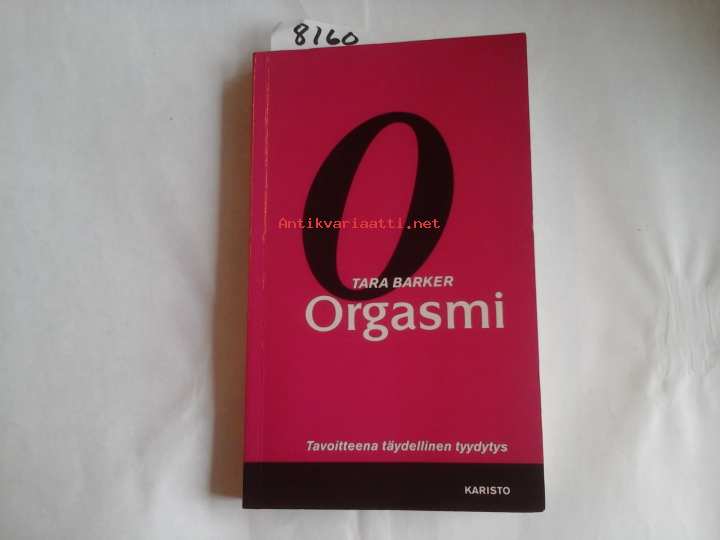 8160
O
Antikvariaatti.net
TARA BARKER
Orgasmi
Tavoitteena täydellinen tyydytys
KARISTO